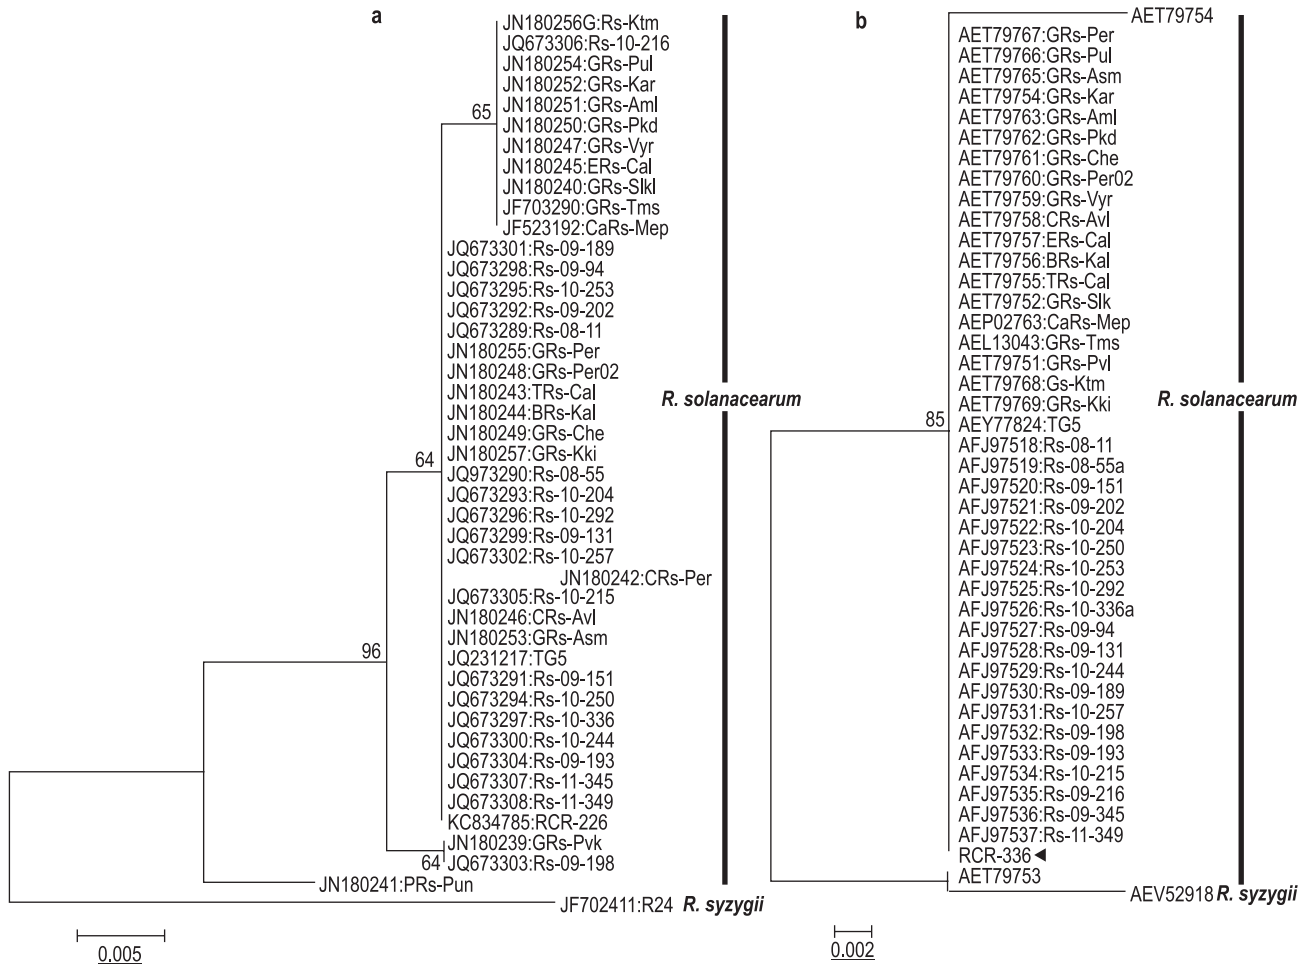 a
JN180256G:Rs-Ktm
JQ673306:Rs-10-216
JN180254:GRs-Pul
JN180252:GRs-Kar
JN180251:GRs-Aml
JN180250:GRs-Pkd
JN180247:GRs-Vyr
JN180245:ERs-Cal
JN180240:GRs-Slkl
JF703290:GRs-Tms
JF523192:CaRs-Mep
65
JQ673301:Rs-09-189
JQ673298:Rs-09-94
JQ673295:Rs-10-253
JQ673292:Rs-09-202
JQ673289:Rs-08-11
JN180255:GRs-Per
JN180248:GRs-Per02
JN180243:TRs-Cal
JN180244:BRs-Kal
JN180249:GRs-Che
JN180257:GRs-Kki
JQ973290:Rs-08-55
JQ673293:Rs-10-204
JQ673296:Rs-10-292
JQ673299:Rs-09-131
JQ673302:Rs-10-257
JN180242:CRs-Per
JQ673305:Rs-10-215
JN180246:CRs-Avl
JN180253:GRs-Asm
JQ231217:TG5
JQ673291:Rs-09-151
JQ673294:Rs-10-250
JQ673297:Rs-10-336
JQ673300:Rs-10-244
JQ673304:Rs-09-193
JQ673307:Rs-11-345
JQ673308:Rs-11-349
KC834785:RCR-226
64
96
JN180239:GRs-Pvk
64
JQ673303:Rs-09-198
JN180241:PRs-Pun
JF702411:R24
R. solanacearum
R. syzygii
0.005
b
AET79754
AET79767:GRs-Per
AET79766:GRs-Pul
AET79765:GRs-Asm
AET79754:GRs-Kar
AET79763:GRs-Aml
AET79762:GRs-Pkd
AET79761:GRs-Che
AET79760:GRs-Per02
AET79759:GRs-Vyr
AET79758:CRs-Avl
AET79757:ERs-Cal
AET79756:BRs-Kal
AET79755:TRs-Cal
AET79752:GRs-Slk
AEP02763:CaRs-Mep
AEL13043:GRs-Tms
AET79751:GRs-Pvl
AET79768:Gs-Ktm
AET79769:GRs-Kki
AEY77824:TG5
85
AFJ97518:Rs-08-11
AFJ97519:Rs-08-55a
AFJ97520:Rs-09-151
AFJ97521:Rs-09-202
AFJ97522:Rs-10-204
AFJ97523:Rs-10-250
AFJ97524:Rs-10-253
AFJ97525:Rs-10-292
AFJ97526:Rs-10-336a
AFJ97527:Rs-09-94
AFJ97528:Rs-09-131
AFJ97529:Rs-10-244
AFJ97530:Rs-09-189
AFJ97531:Rs-10-257
AFJ97532:Rs-09-198
AFJ97533:Rs-09-193
AFJ97534:Rs-10-215
AFJ97535:Rs-09-216
AFJ97536:Rs-09-345
AFJ97537:Rs-11-349
RCR-336
AET79753
AEV52918
R. solanacearum
R. syzygii
0.002